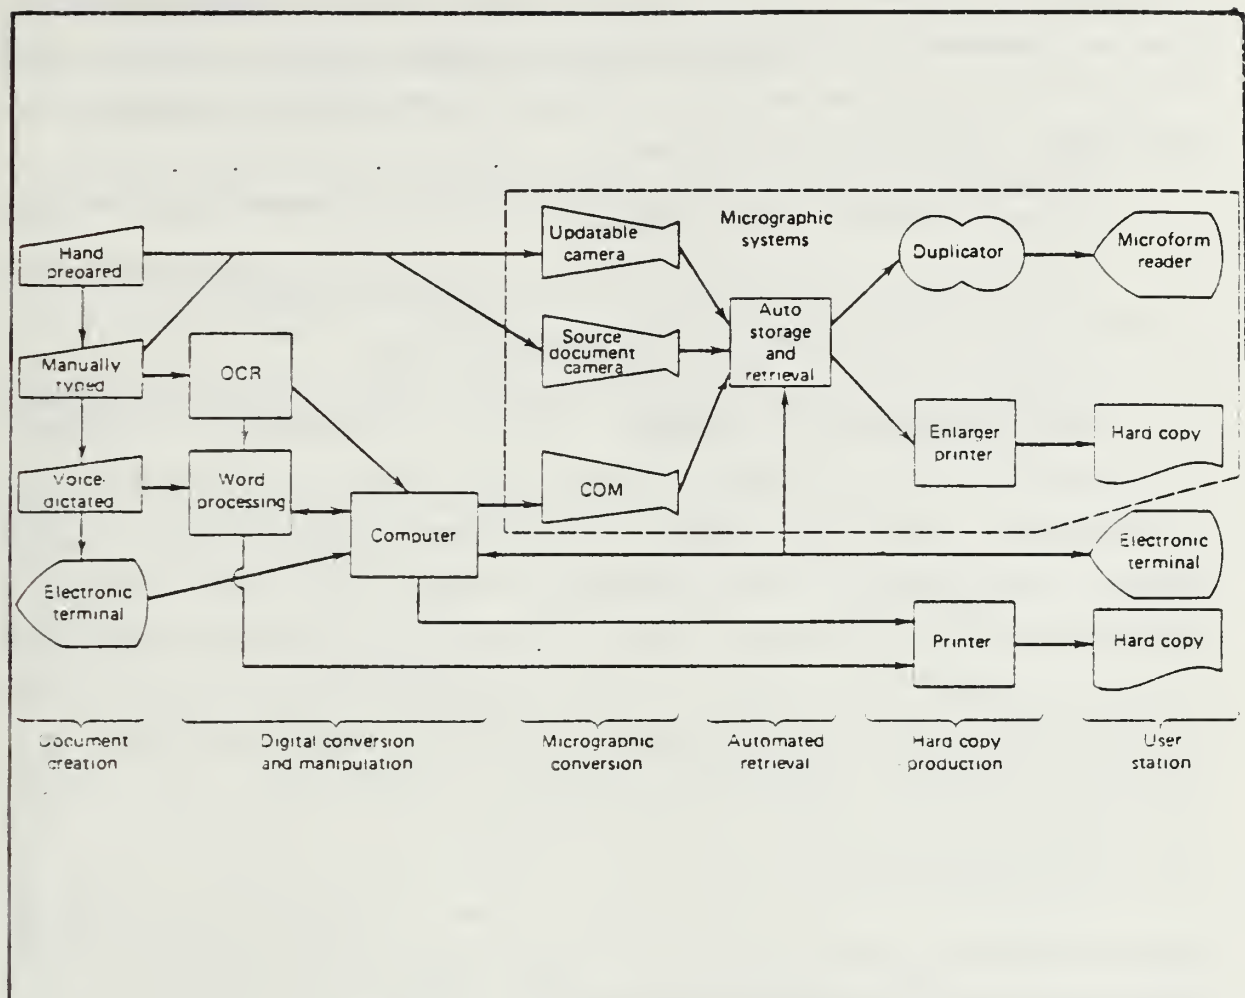 Micrographic
systems
Hand
prepared
Updatable
camera
Duplicator
Microform
reader
Manually
typed
OCR
Source
document
camera
Auto
storage
and
retrieval
Voice-
dictated
Word
processing
COM
Enlarger
printer
Hard copy
Computer
Electronic
terminal
Electronic
terminal
Printer
Hard copy
Document
creation
Digital conversion
and manipulation
Micrographic
conversion
Automated
retrieval
Hard copy
production
User
station